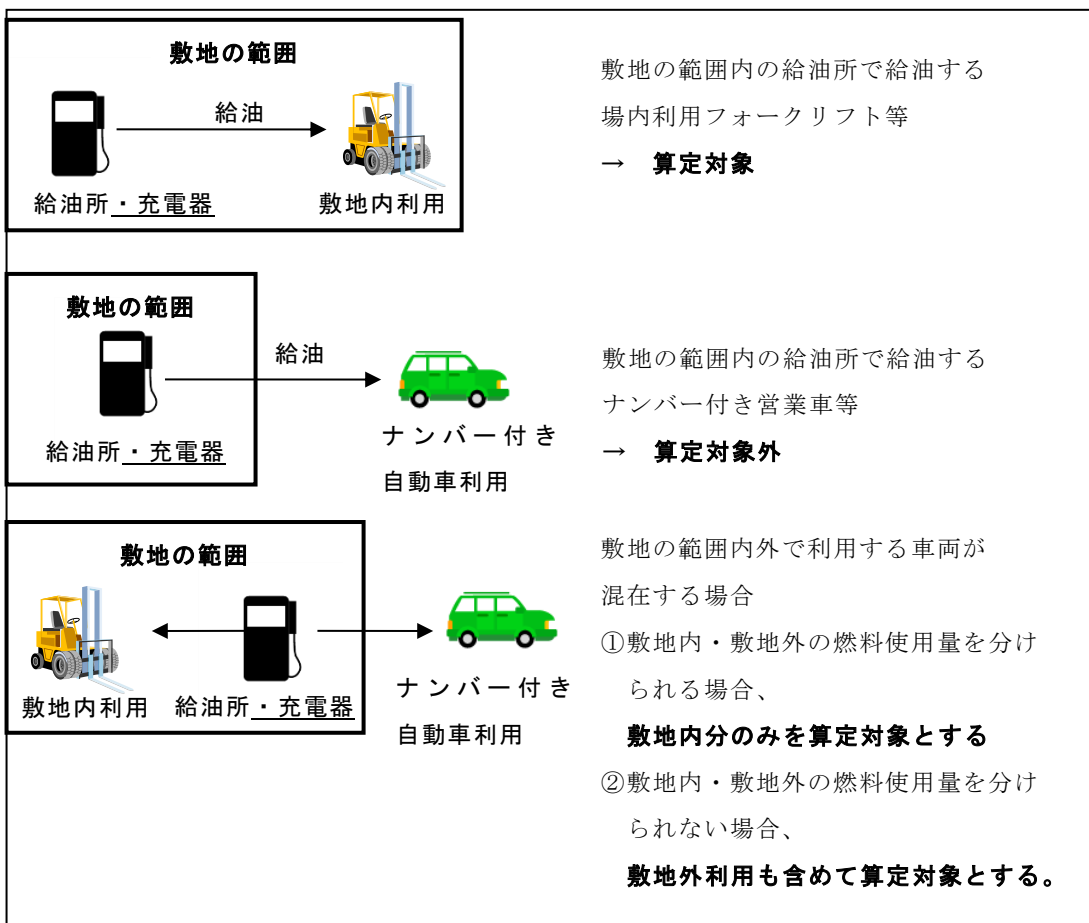 敷地の範囲
給油
給油所・充電器
敷地内利用
敷地の範囲内の給油所で給油する
場内利用フォークリフト等
→ 算定対象
敷地の範囲
給油
給油所・充電器
ナンバー付き
自動車利用
敷地の範囲内の給油所で給油する
ナンバー付き営業車等
→ 算定対象外
敷地の範囲
敷地内利用
給油所・充電器
ナンバー付き
自動車利用
敷地の範囲内外で利用する車両が
混在する場合
①敷地内・敷地外の燃料使用量を分け
られる場合、
敷地内分のみを算定対象とする
②敷地内・敷地外の燃料使用量を分け
られない場合、
敷地外利用も含めて算定対象とする。